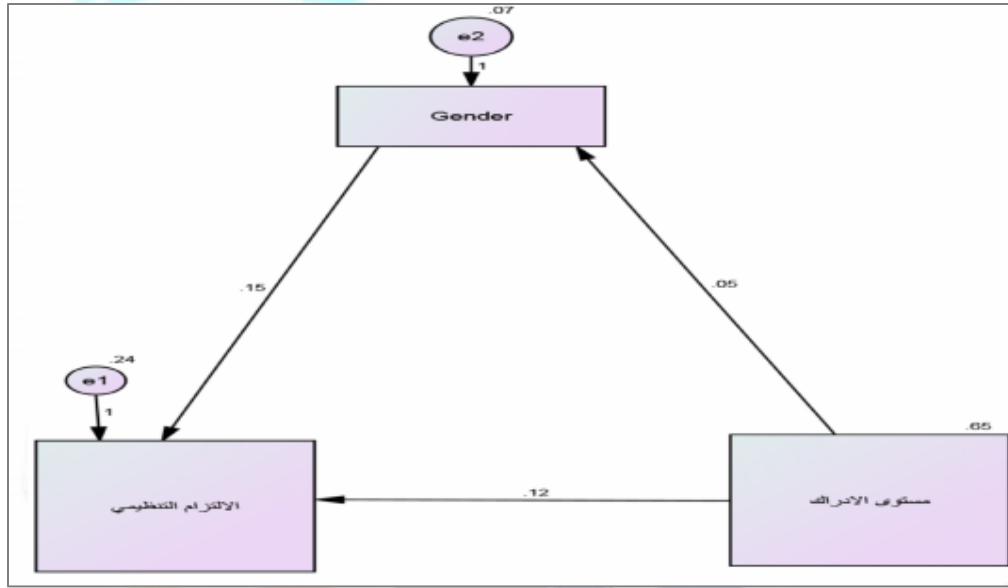 .07
e2
1
Gender
.15
.05
.24
e1
1
.65
.12
الالتزام التنظيمي
مستوى الادراك